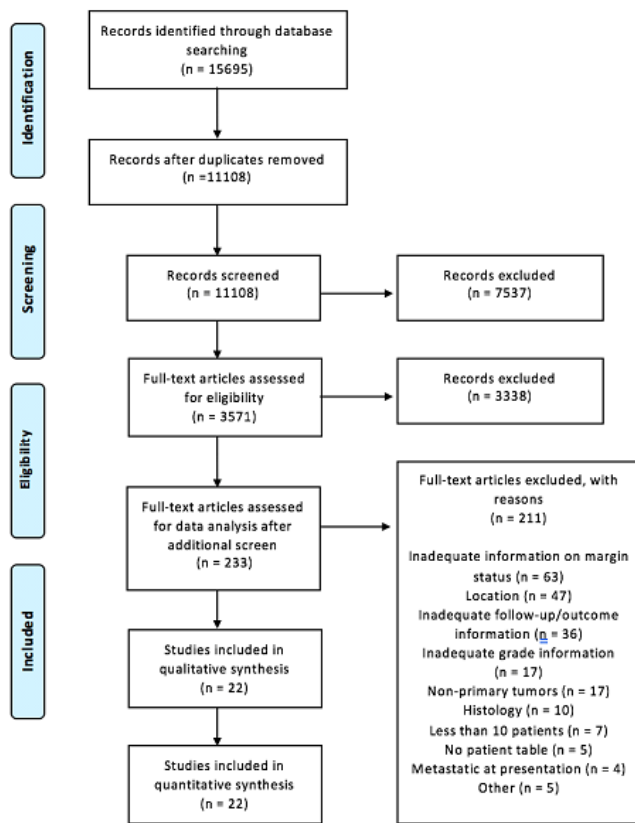 Identification
Records identified through database
searching
(n = 15695)
Records after duplicates removed
(n =11108)
Screening
Records screened
(n = 11108)
Records excluded
(n = 7537)
Eligibility
Full-text articles assessed
for eligibility
(n = 3571)
Records excluded
(n = 3338)
Full-text articles assessed
for data analysis after
additional screen
(n = 233)
Full-text articles excluded, with
reasons
(n = 211)
Inadequate information on margin
status (n = 63)
Location (n = 47)
Inadequate follow-up/outcome
information (n = 36)
Inadequate grade information
(n = 17)
Non-primary tumors (n = 17)
Histology (n = 10)
Less than 10 patients (n = 7)
No patient table (n = 5)
Metastatic at presentation (n = 4)
Other (n = 5)
Included
Studies included in
qualitative synthesis
(n = 22)
Studies included in
quantitative synthesis
(n = 22)